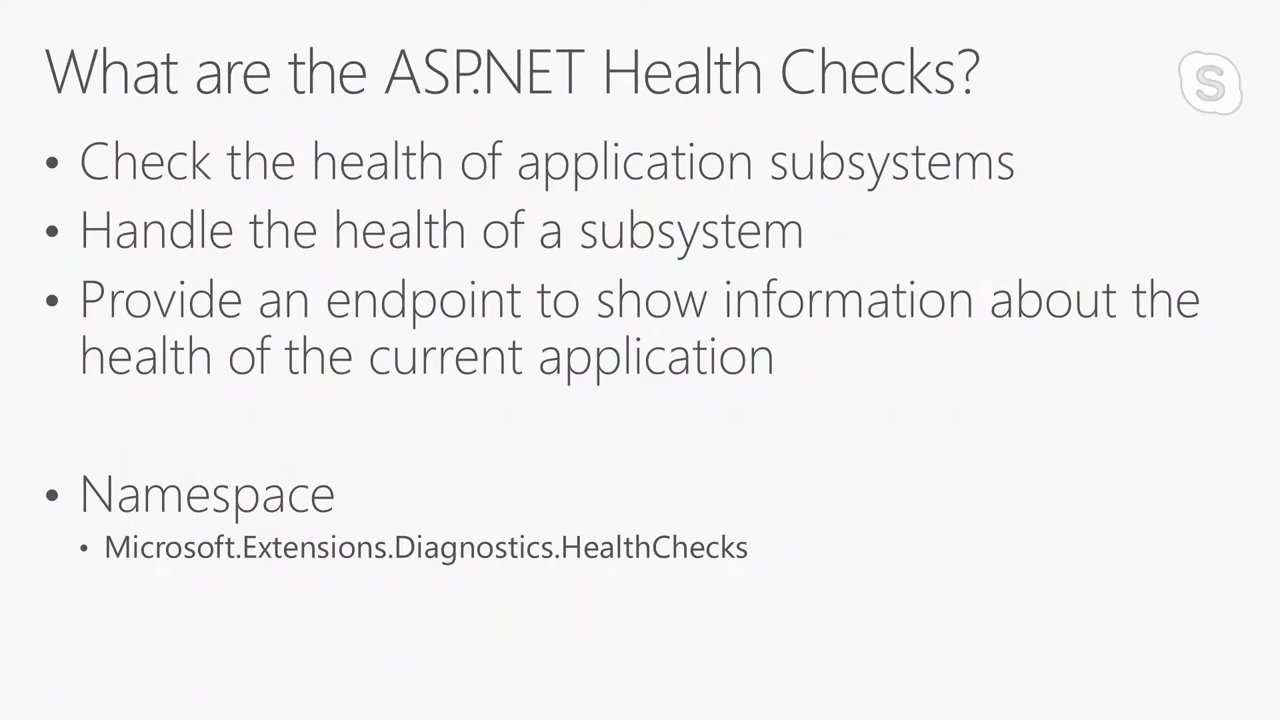 What are the ASP.NET Health Checks?
S
• Check the health of application subsystems
• Handle the health of a subsystem
• Provide an endpoint to show information about the
health of the current application
• Namespace
• Microsoft.Extensions.Diagnostics.HealthChecks